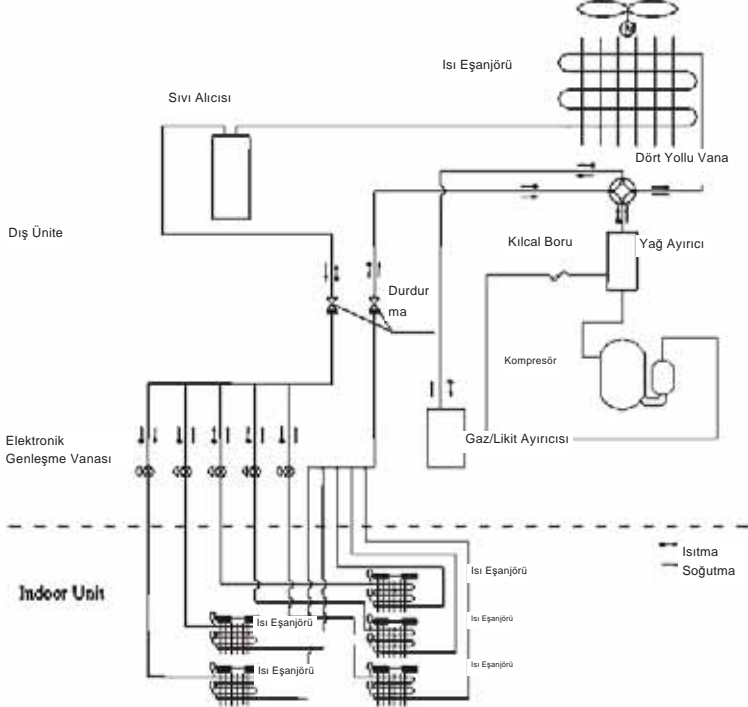 Isı Eşanjörü
Sıvı Alıcısı
Dört Yollu Vana
Dış Ünite
Kılcal Boru
Yağ Ayırıcı
Durdur
ma
Kompresör
Elektronik
Genleşme Vanası
Gaz/Likit Ayırıcısı
Isıtma
Soğutma
Indoor Unit
Isı Eşanjörü
Isı Eşanjörü
Isı Eşanjörü
Isı Eşanjörü
Isı Eşanjörü